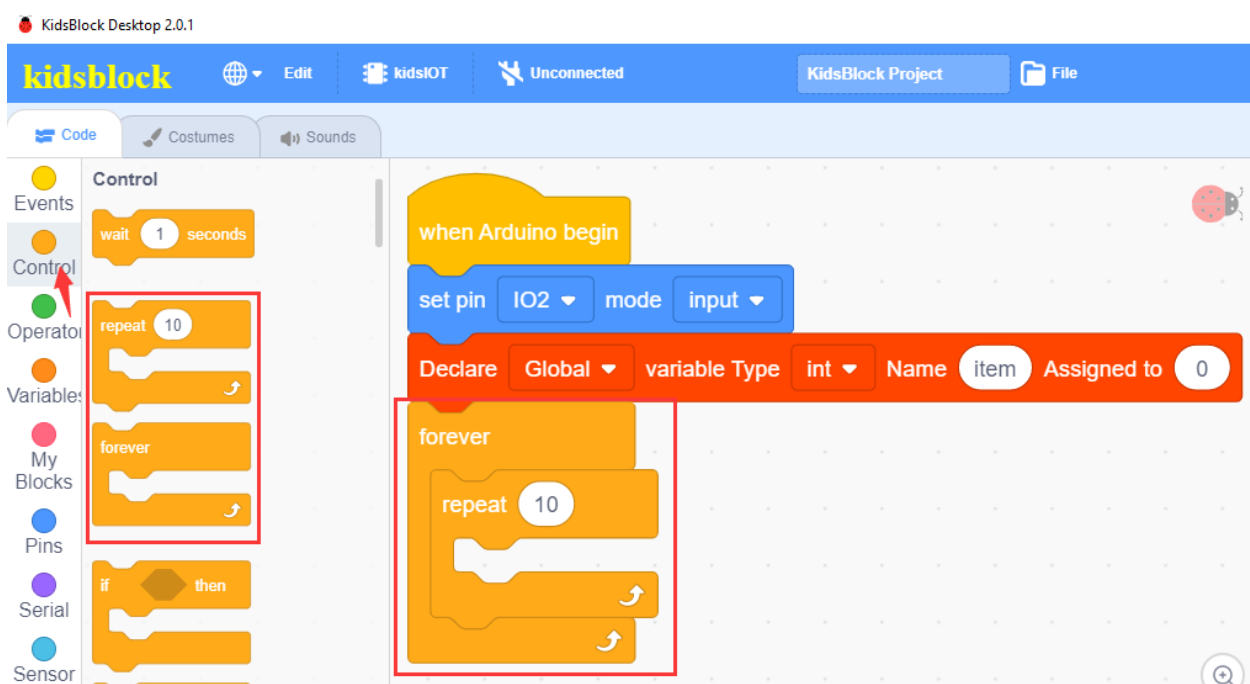 KidsBlock Desktop 2.0.1
kidsblock Edit kidsIOT Unconnected KidsBlock Project File
Code Costumes Sounds
Events
Control
Operator
Variables
My
Blocks
Pins
Serial
Sensor
Control
wait 1 seconds
repeat 10
forever
if then
when Arduino begin
set pin IO2 mode input
Declare Global variable Type int Name item Assigned to 0
forever
repeat 10